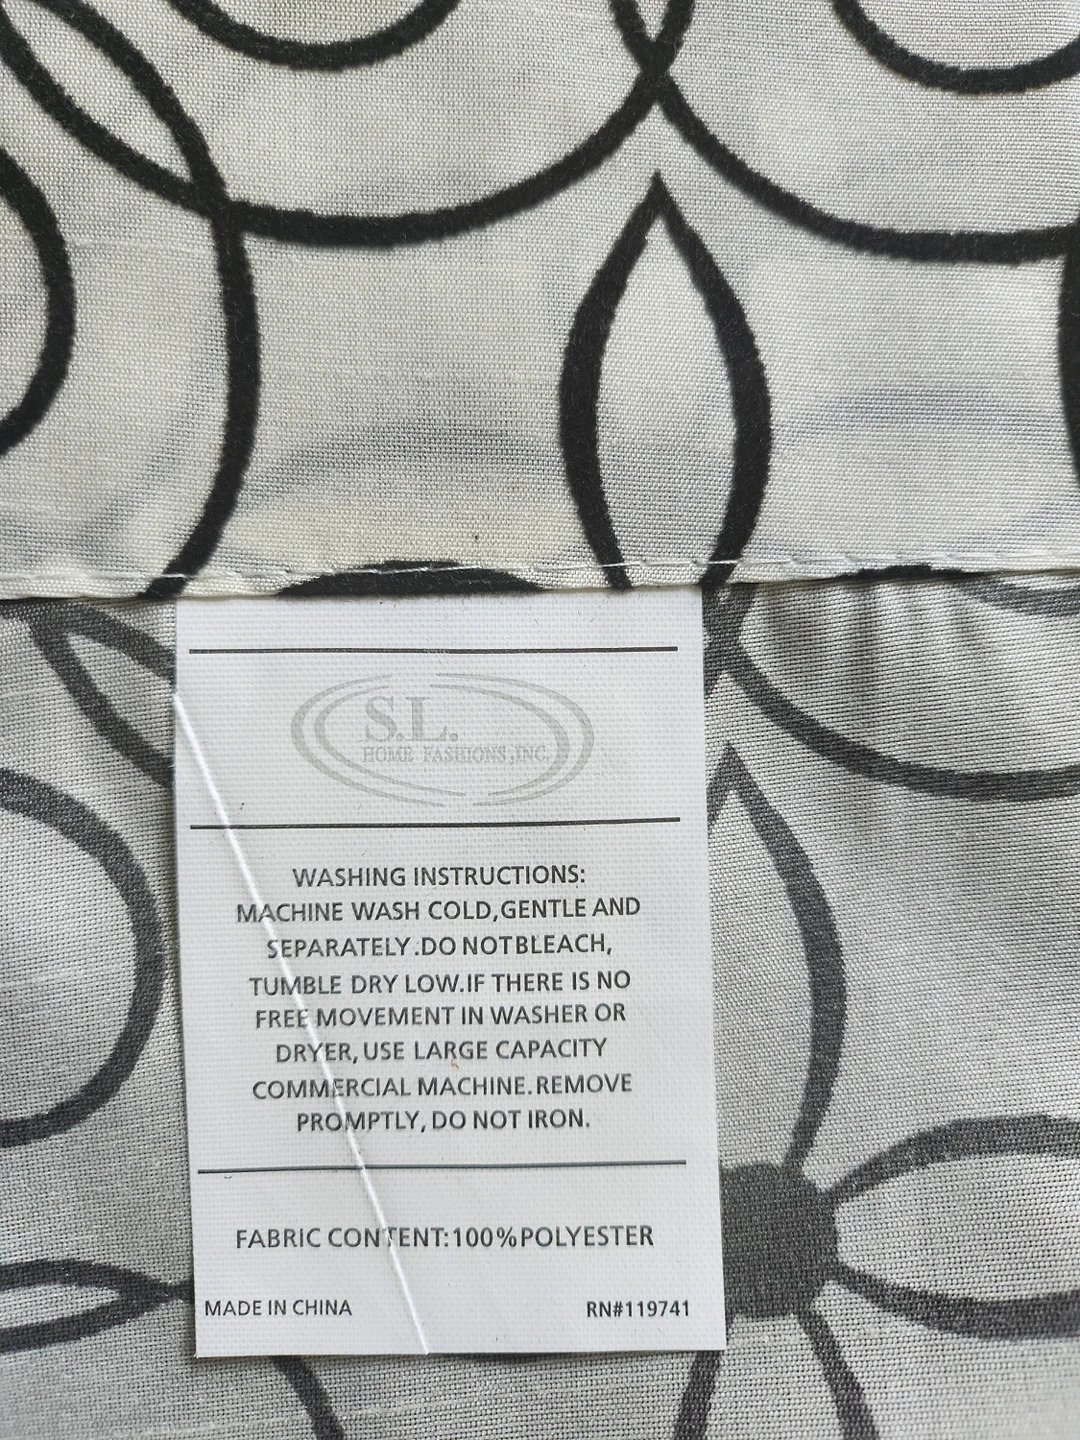 S.L.
HOME FASHIONS,INC.
WASHING INSTRUCTIONS:
MACHINE WASH COLD,GENTLE AND
SEPARATELY.DO NOTBLEACH,
TUMBLE DRY LOW.IF THERE IS NO
FREE MOVEMENT IN WASHER OR
DRYER,USE LARGE CAPACITY
COMMERCIAL MACHINE.REMOVE
PROMPTLY,DO NOT IRON.
FABRIC CONTENT:100%POLYESTER
MADE IN CHINA RN#119741